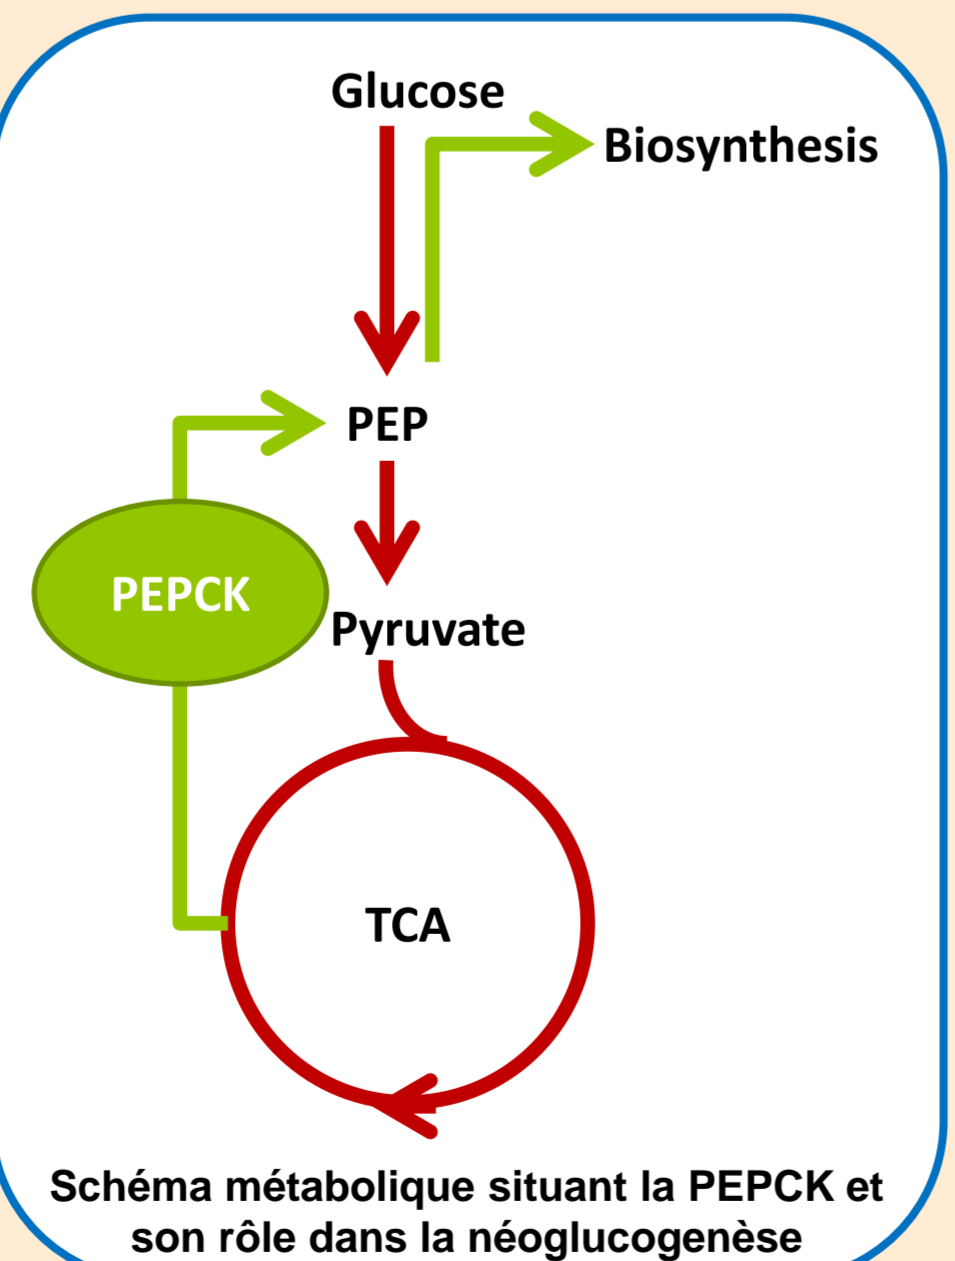 Glucose
Biosynthesis
PEP
PEPCK
Pyruvate
TCA
Schéma métabolique situant la PEPCK et
son rôle dans la néoglucogenèse